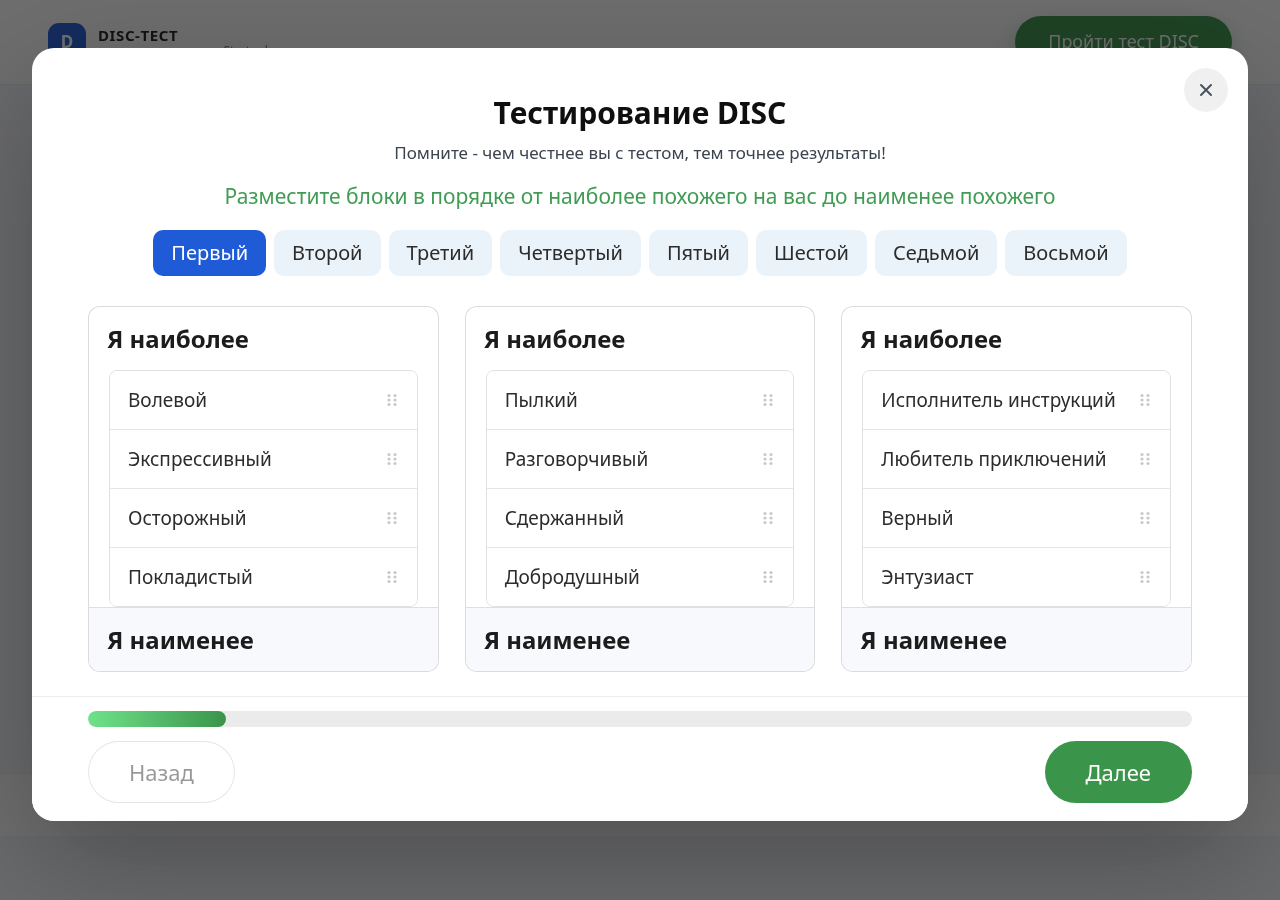 D
DISC-ТЕСТ
Пройти тест DISC
Тестирование DISC
Помните - чем честнее вы с тестом, тем точнее результаты!
Разместите блоки в порядке от наиболее похожего на вас до наименее похожего
Первый
Второй
Третий
Четвертый
Пятый
Шестой
Седьмой
Восьмой
Я наиболее
Волевой
Экспрессивный
Осторожный
Покладистый
Я наименее
Я наиболее
Пылкий
Разговорчивый
Сдержанный
Добродушный
Я наименее
Я наиболее
Исполнитель инструкций
Любитель приключений
Верный
Энтузиаст
Я наименее
Назад
Далее